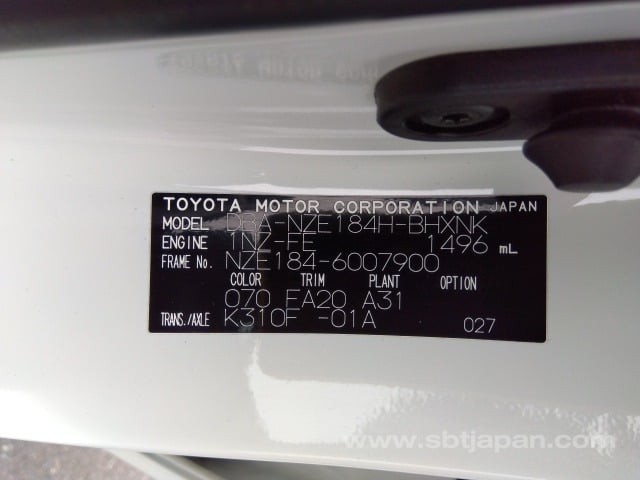 TOYOTA MOTOR CORPORATION JAPAN
MODEL DBA-NZE184H-BHXNK
ENGINE 1NZ-FE 1496 mL
FRAME No. NZE184-6007900
COLOR TRIM PLANT OPTION
070 FA20 A31
TRANS./AXLE K310F -01A 027
www.sbtjapan.com